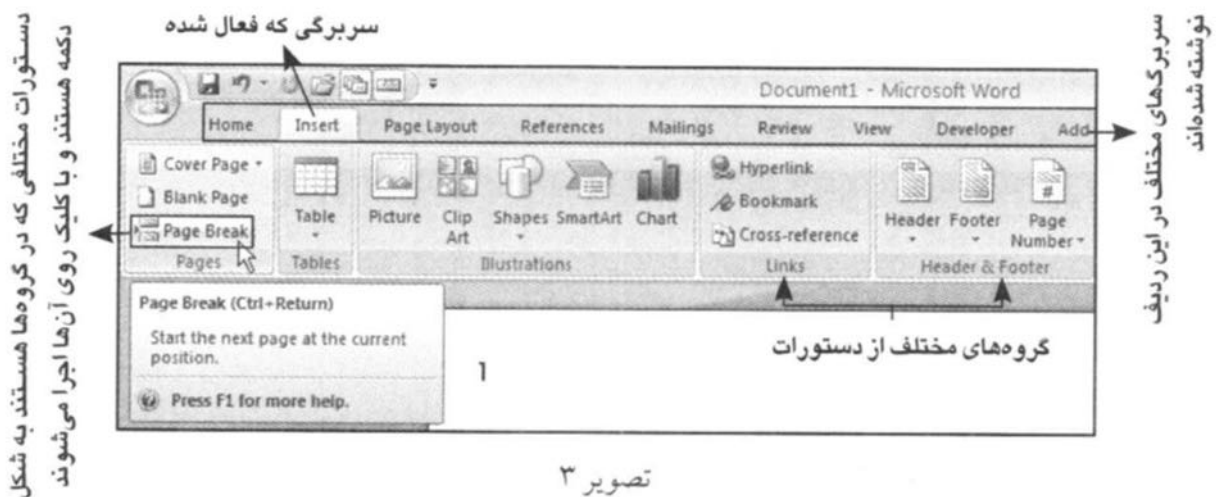 سربرگی که فعال شده
سربرگ‌های مختلف در این ردیف
نوشته شده‌اند
دستورات مختلفی که در گروه‌ها هستند به شکل
دکمه هستند و با کلیک روی آن‌ها اجرا می‌شوند
Document1 - Microsoft Word
Home Insert Page Layout References Mailings Review View Developer Add
Cover Page
Blank Page
Page Break
Pages
Table
Tables
Picture Clip Art Shapes SmartArt Chart
Illustrations
Hyperlink
Bookmark
Cross-reference
Links
Header Footer Page Number
Header & Footer
Page Break (Ctrl+Return)
Start the next page at the current
position.
Press F1 for more help.
1
گروه‌های مختلف از دستورات
تصویر ۳